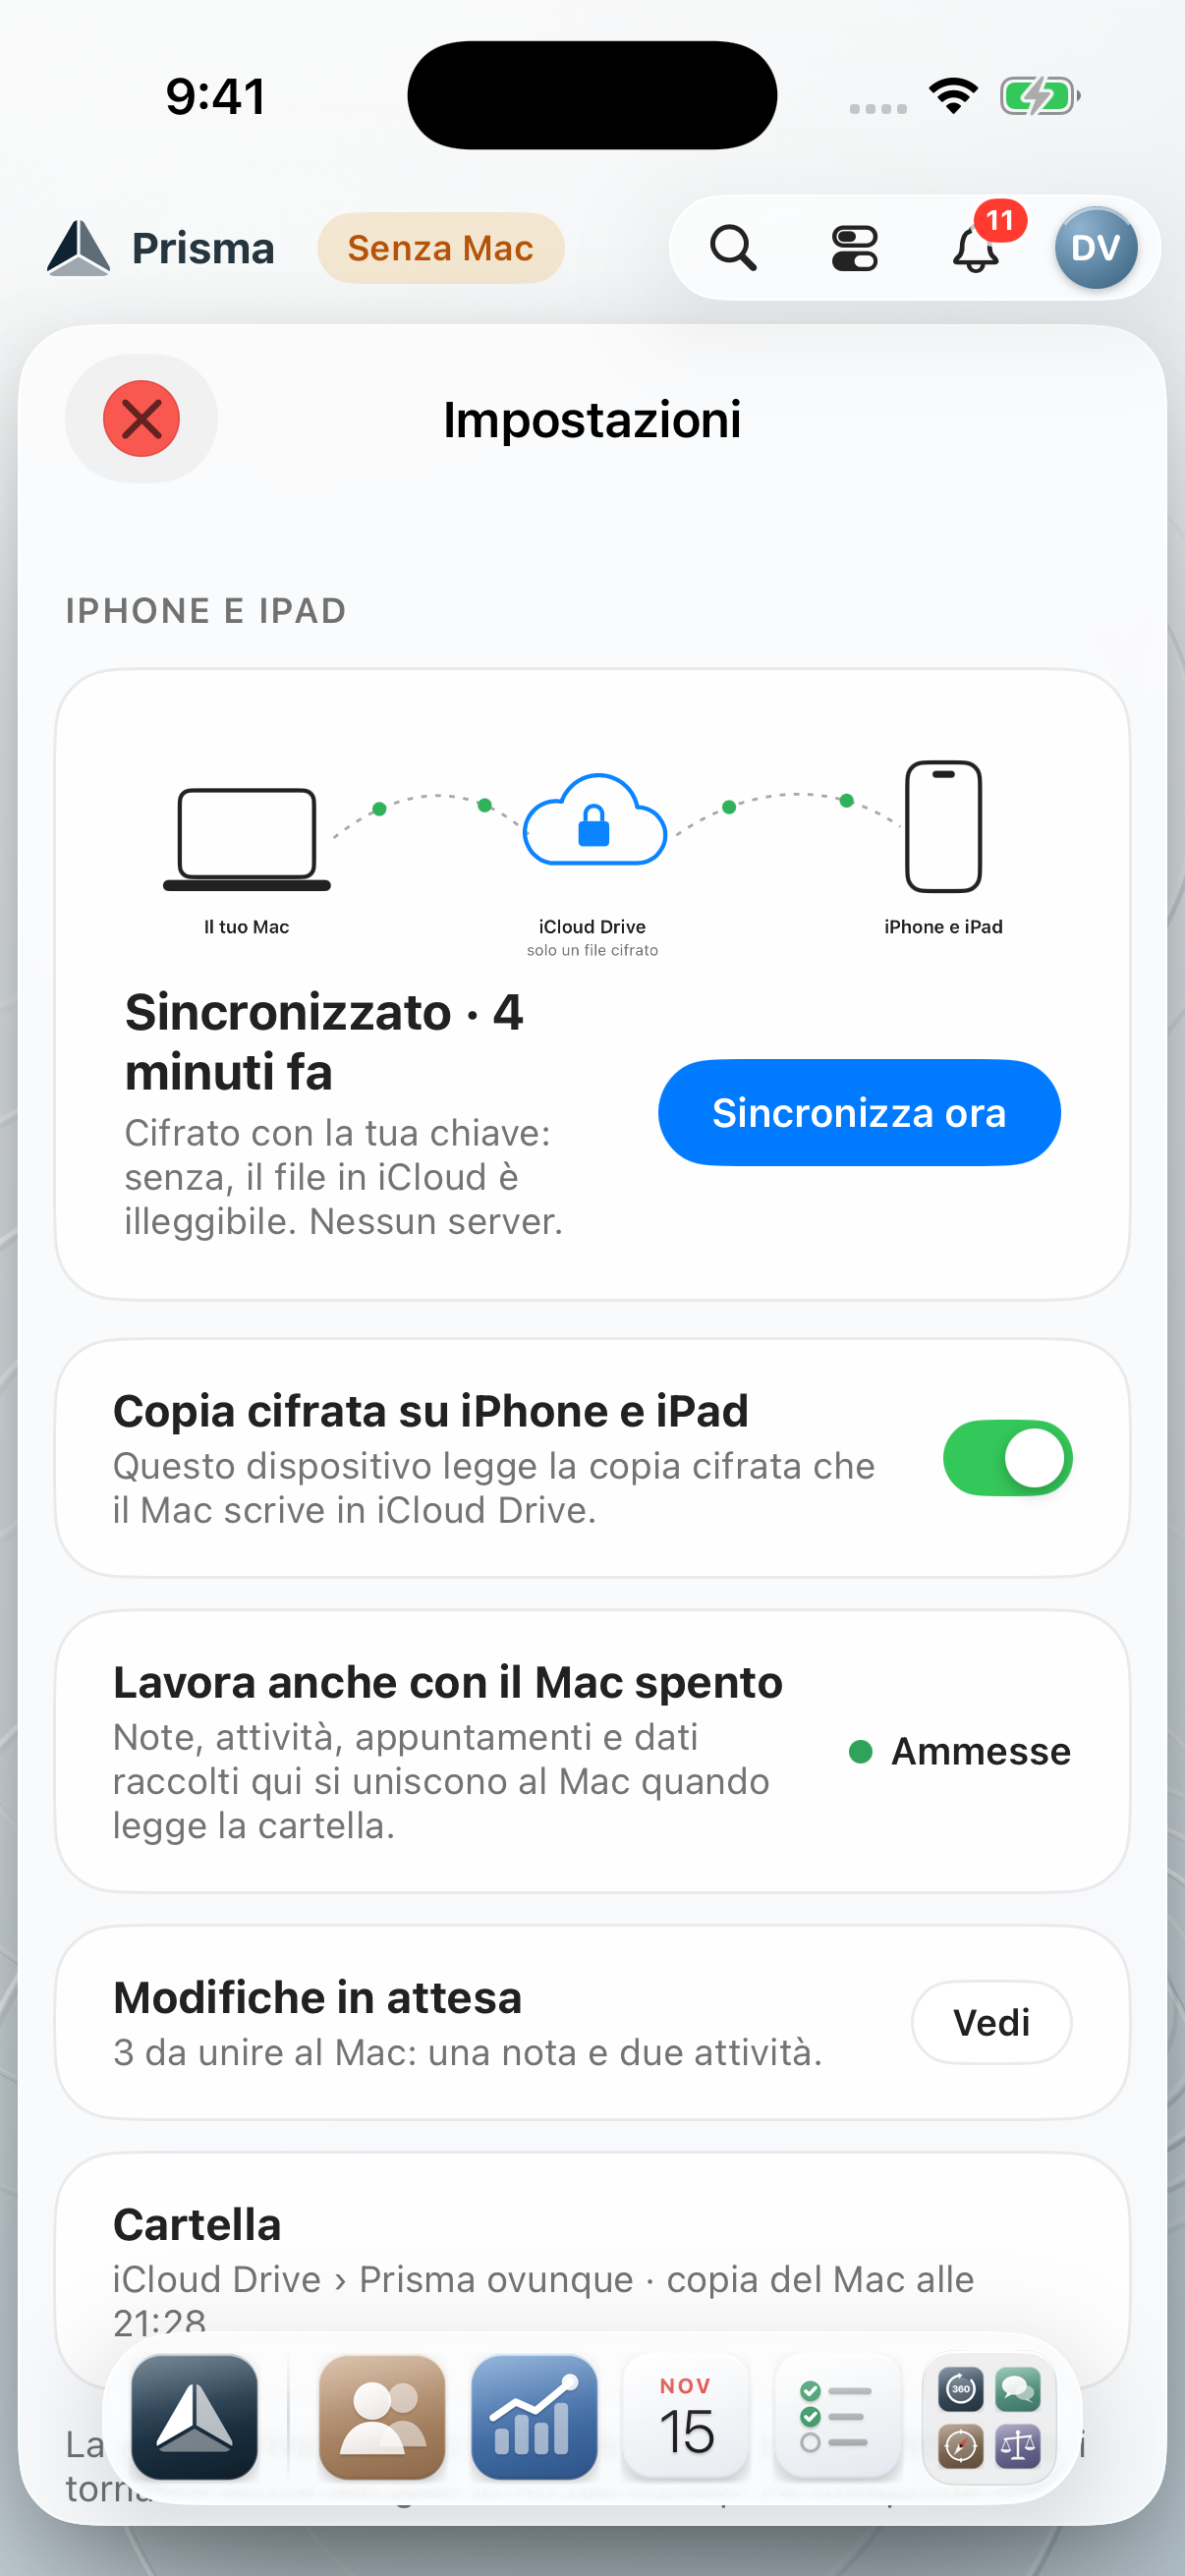 9:41
Prisma
Senza Mac
11
DV
Impostazioni
IPHONE E IPAD
Il tuo Mac
iCloud Drive
solo un file cifrato
iPhone e iPad
Sincronizzato · 4
minuti fa
Cifrato con la tua chiave:
senza, il file in iCloud è
illeggibile. Nessun server.
Sincronizza ora
Copia cifrata su iPhone e iPad
Questo dispositivo legge la copia cifrata che
il Mac scrive in iCloud Drive.
Lavora anche con il Mac spento
Note, attività, appuntamenti e dati
raccolti qui si uniscono al Mac quando
legge la cartella.
Ammesse
Modifiche in attesa
3 da unire al Mac: una nota e due attività.
Vedi
Cartella
iCloud Drive › Prisma ovunque · copia del Mac alle
21:28
NOV
15
360
La